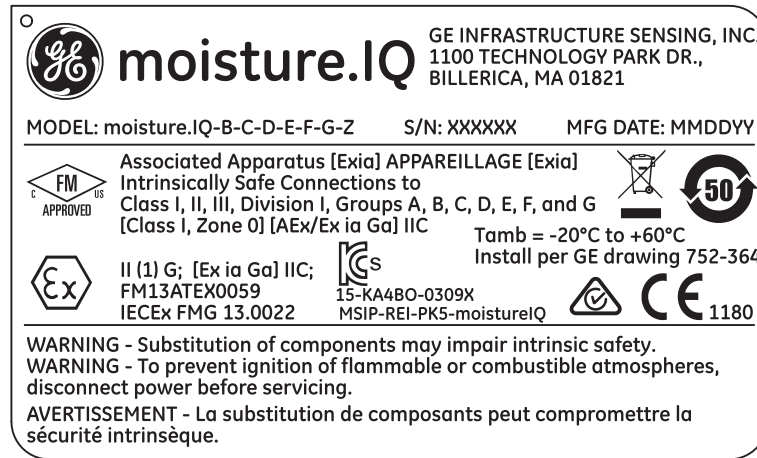 GE moisture.IQ
GE INFRASTRUCTURE SENSING, INC.
1100 TECHNOLOGY PARK DR.,
BILLERICA, MA 01821
MODEL: moisture.IQ-B-C-D-E-F-G-Z S/N: XXXXXX MFG DATE: MMDDYY
C FM US
APPROVED
Associated Apparatus [Exia] APPAREILLAGE [Exia]
Intrinsically Safe Connections to
Class I, II, III, Division I, Groups A, B, C, D, E, F, and G
[Class I, Zone 0] [AEx/Ex ia Ga] IIC
50
Tamb = -20°C to +60°C
Install per GE drawing 752-364
Ex
II (1) G; [Ex ia Ga] IIC;
FM13ATEX0059
IECEx FMG 13.0022
KC S
15-KA4BO-0309X
MSIP-REI-PK5-moistureIQ
CE 1180
WARNING - Substitution of components may impair intrinsic safety.
WARNING - To prevent ignition of flammable or combustible atmospheres,
disconnect power before servicing.
AVERTISSEMENT - La substitution de composants peut compromettre la
sécurité intrinsèque.